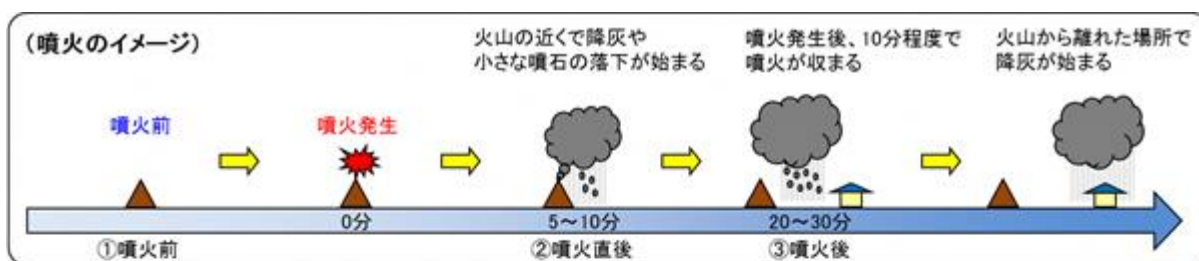 (噴火のイメージ)
噴火前
噴火発生
火山の近くで降灰や
小さな噴石の落下が始まる
噴火発生後、10分程度で
噴火が収まる
火山から離れた場所で
降灰が始まる
0分
5~10分
20~30分
①噴火前
②噴火直後
③噴火後